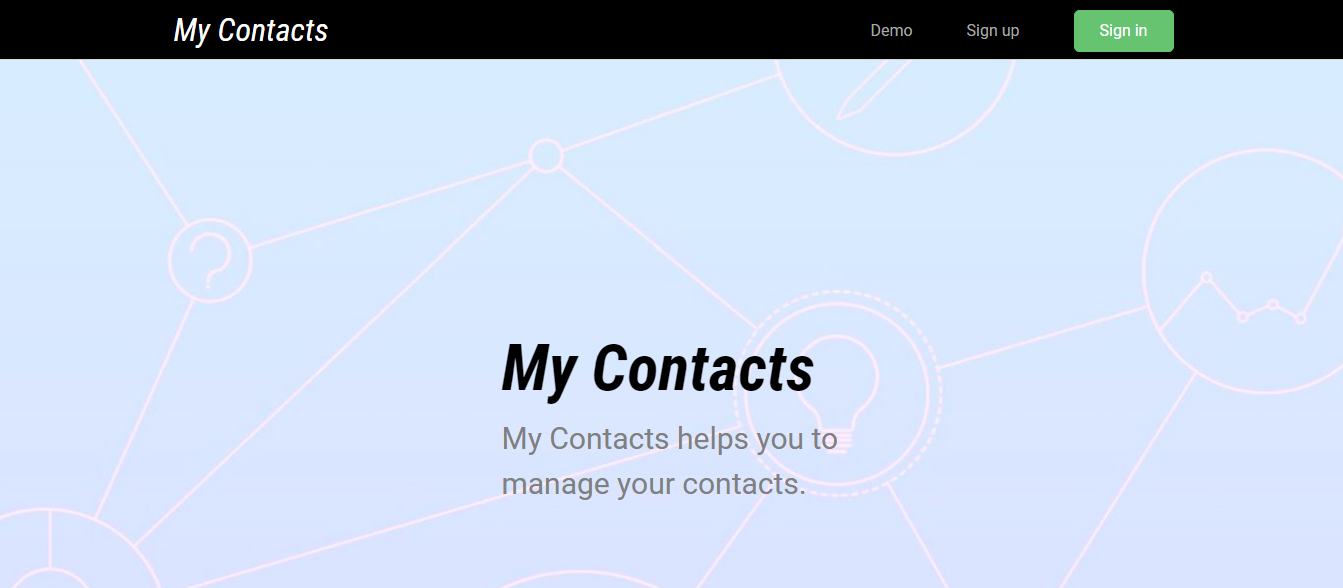 My Contacts
Demo
Sign up
Sign in
?
My Contacts
My Contacts helps you to
manage your contacts.